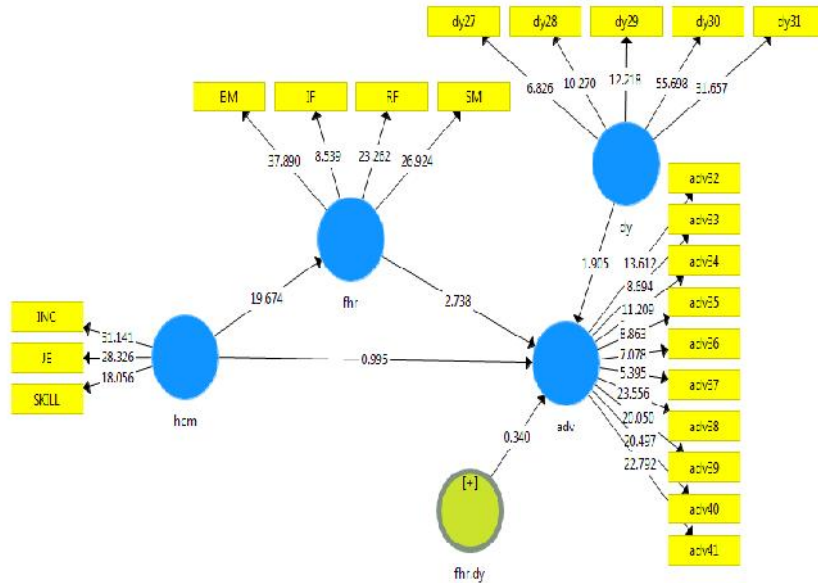 dy27 dy28 dy29 dy30 dy31
6.826 10.270 12.218 55.698 31.657
BM IF RF SM
37.890 8.539 23.262 26.924
dy
fhr
19.674
2.738
1.905
INC
JE
SKILL
31.141
28.326
18.056
hcm
0.995
adv
adv32
adv33
adv34
adv35
adv36
adv37
adv38
adv39
adv40
adv41
13.612
8.694
11.209
8.863
7.078
5.395
23.556
20.050
20.497
22.792
0.340
[+]
fhr.dy